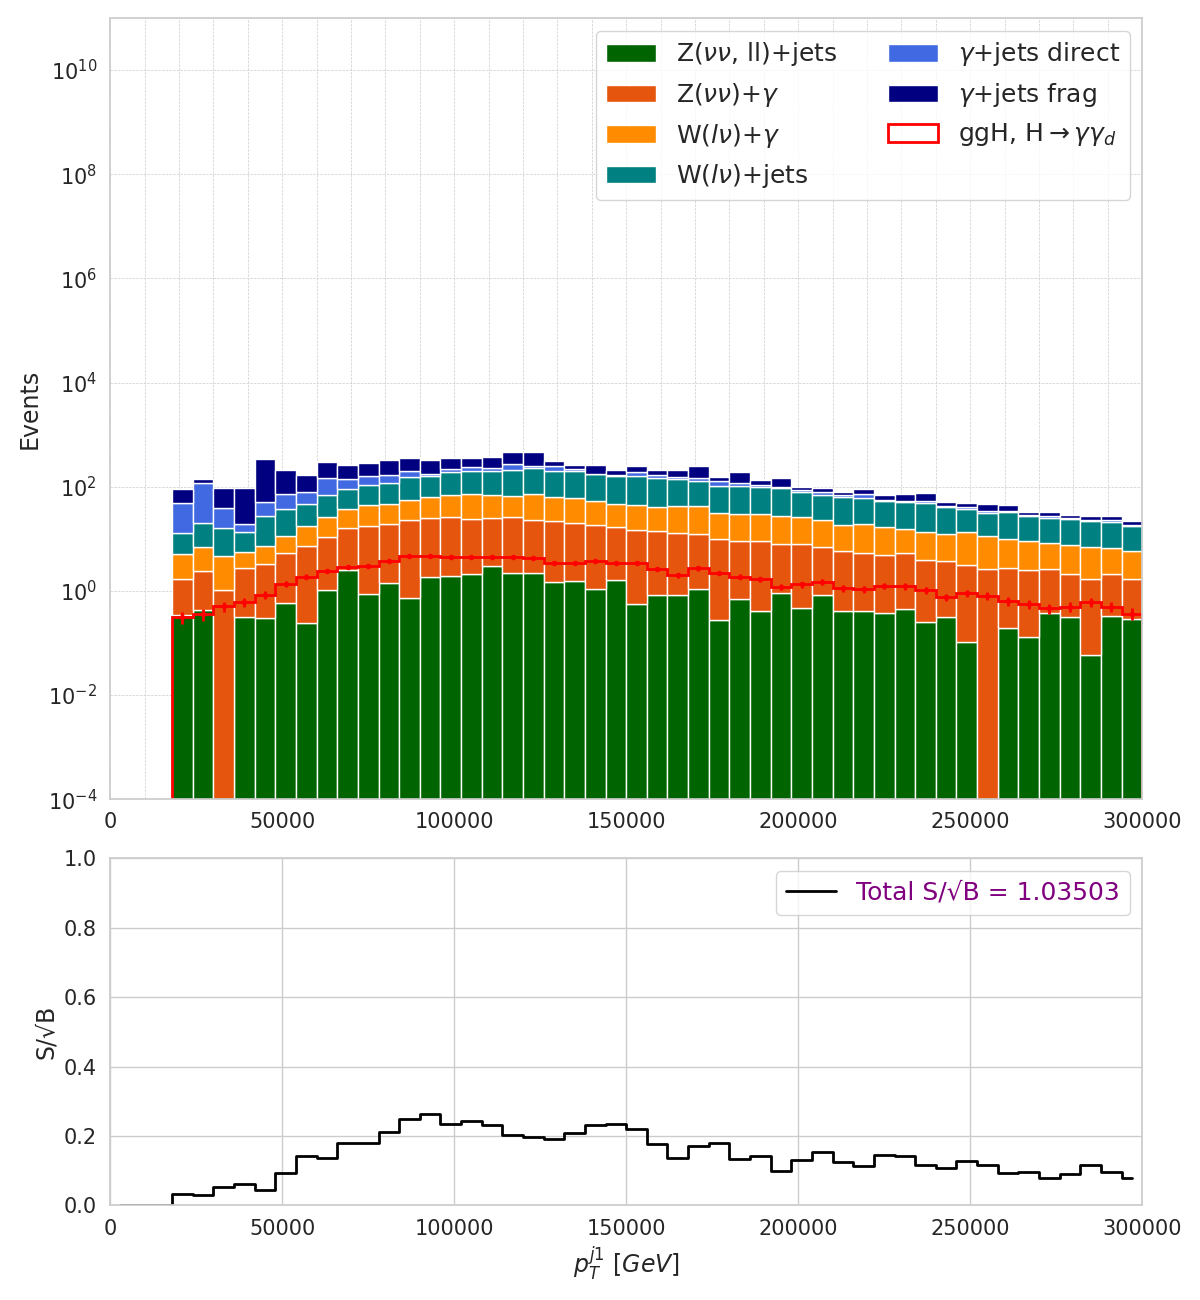 Z(νν, ll)+jets
Z(νν)+γ
W(lν)+γ
W(lν)+jets
γ+jets direct
γ+jets frag
ggH, H→γγ_d
Events
10^10
10^8
10^6
10^4
10^2
10^0
10^−2
10^−4
0 50000 100000 150000 200000 250000 300000
Total S/√B = 1.03503
S/√B
1.0
0.8
0.6
0.4
0.2
0.0
0 50000 100000 150000 200000 250000 300000
p_T^{j1} [GeV]